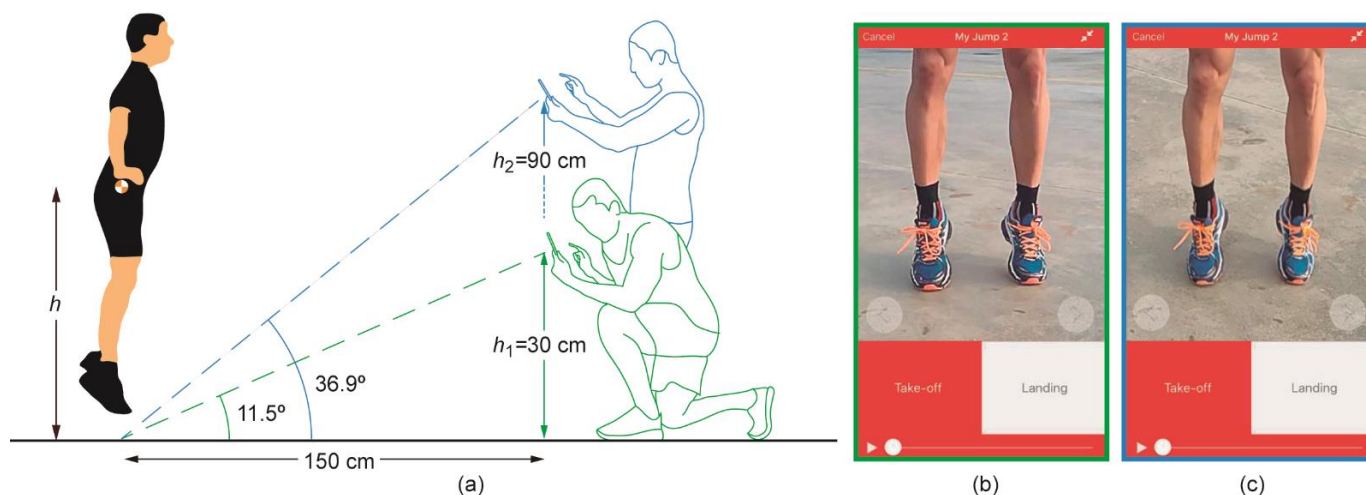 h
h₂=90 cm
h₁=30 cm
36.9º
11.5º
150 cm
(a)
Cancel My Jump 2
Take-off Landing
(b)
Cancel My Jump 2
Take-off Landing
(c)